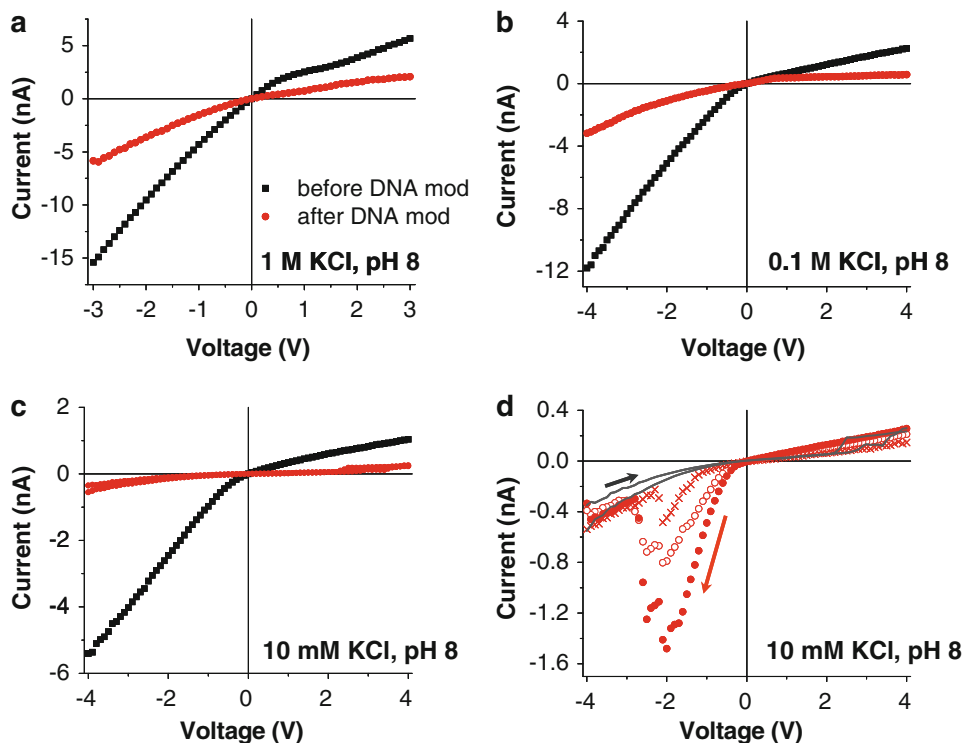 a
Current (nA)
5
0
-5
-10
-15
-3
-2
-1
0
1
2
3
Voltage (V)
before DNA mod
after DNA mod
1 M KCl, pH 8
b
Current (nA)
4
0
-4
-8
-12
-4
-2
0
2
4
Voltage (V)
0.1 M KCl, pH 8
c
Current (nA)
2
0
-2
-4
-6
-4
-2
0
2
4
Voltage (V)
10 mM KCl, pH 8
d
Current (nA)
0.4
0.0
-0.4
-0.8
-1.2
-1.6
-4
-2
0
2
4
Voltage (V)
10 mM KCl, pH 8